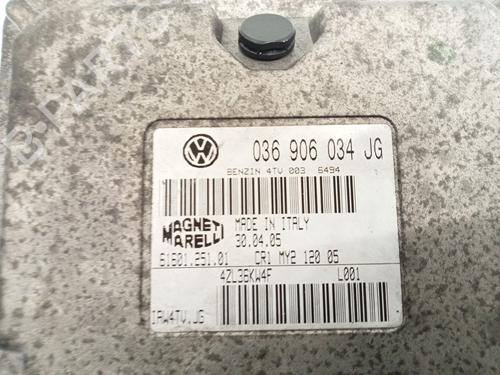 036 906 034 JG
BENZIN 4TV 003 6494
MAGNETI MARELLI
MADE IN ITALY
30.04.05
61601.251.01 CR1 MY2 120 05
4ZL36KW4F L001
IAW4TV.JG